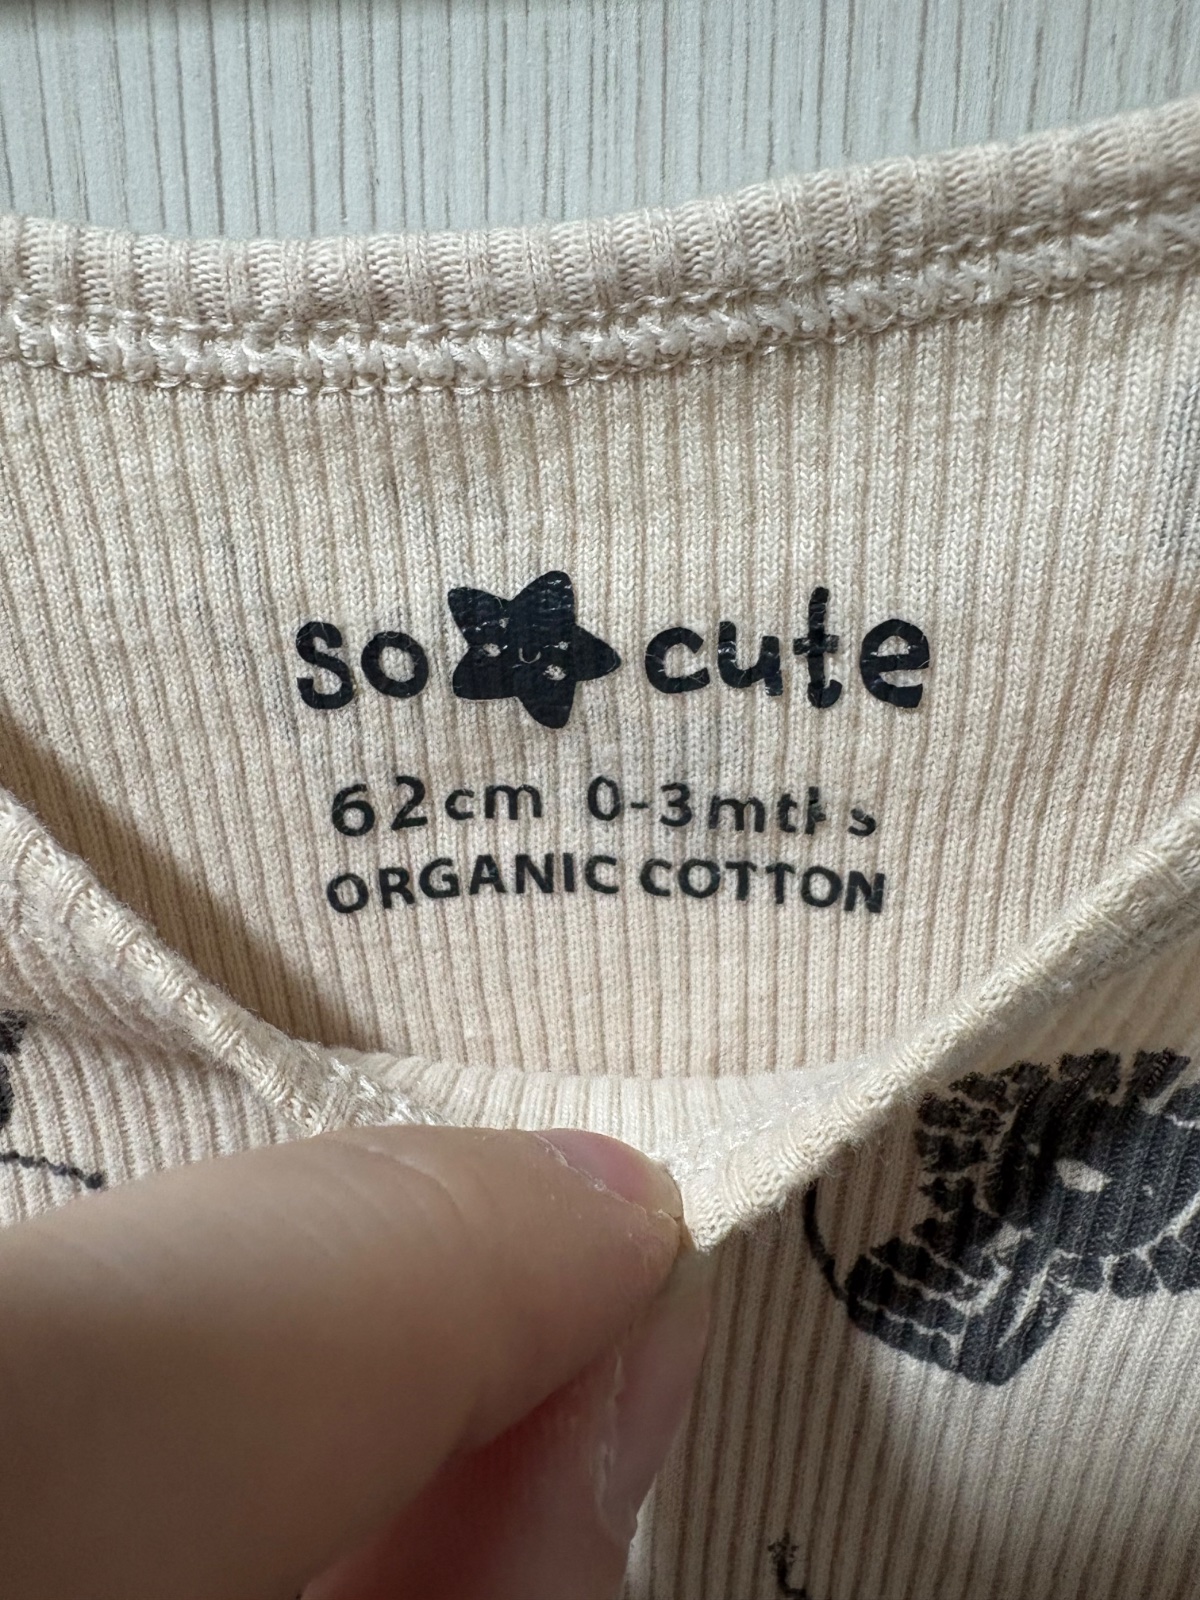 so cute
62cm 0-3mths
ORGANIC COTTON